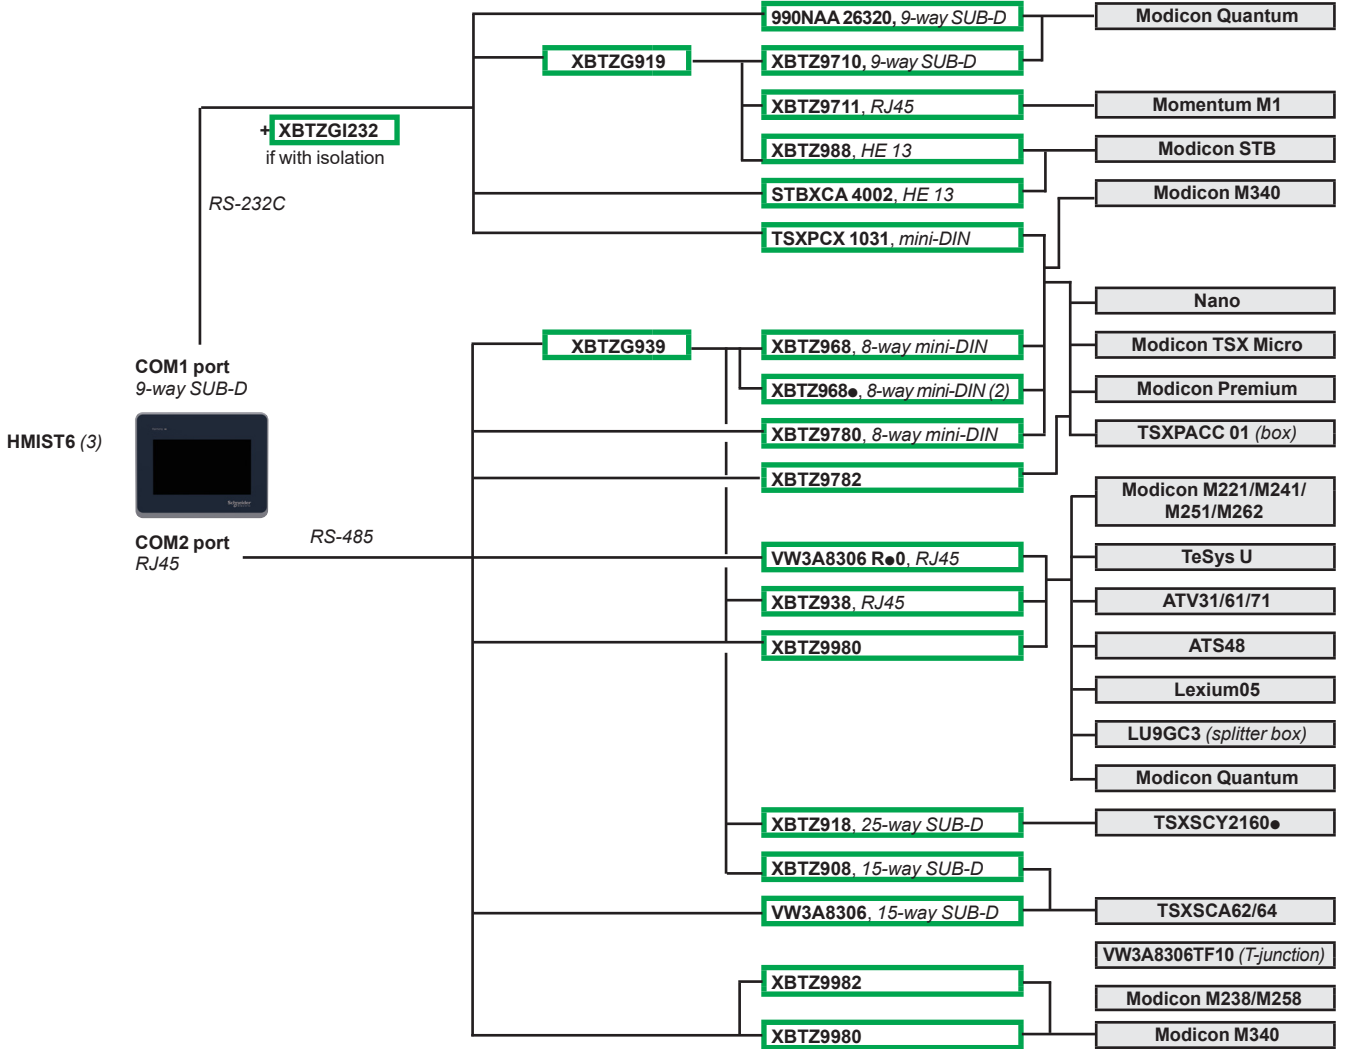 990NAA 26320, 9-way SUB-D
Modicon Quantum
XBTZG919
XBTZ9710, 9-way SUB-D
XBTZ9711, RJ45
Momentum M1
+ XBTZGI232
if with isolation
XBTZ988, HE 13
Modicon STB
RS-232C
STBXCA 4002, HE 13
Modicon M340
TSXPCX 1031, mini-DIN
Nano
XBTZG939
XBTZ968, 8-way mini-DIN
Modicon TSX Micro
COM1 port
9-way SUB-D
XBTZ968●, 8-way mini-DIN (2)
Modicon Premium
HMIST6 (3)
XBTZ9780, 8-way mini-DIN
TSXPACC 01 (box)
XBTZ9782
Modicon M221/M241/
M251/M262
Schneider
COM2 port
RJ45
RS-485
VW3A8306 R●0, RJ45
TeSys U
XBTZ938, RJ45
ATV31/61/71
XBTZ9980
ATS48
Lexium05
LU9GC3 (splitter box)
Modicon Quantum
XBTZ918, 25-way SUB-D
TSXSCY2160●
XBTZ908, 15-way SUB-D
VW3A8306, 15-way SUB-D
TSXSCA62/64
VW3A8306TF10 (T-junction)
XBTZ9982
Modicon M238/M258
XBTZ9980
Modicon M340